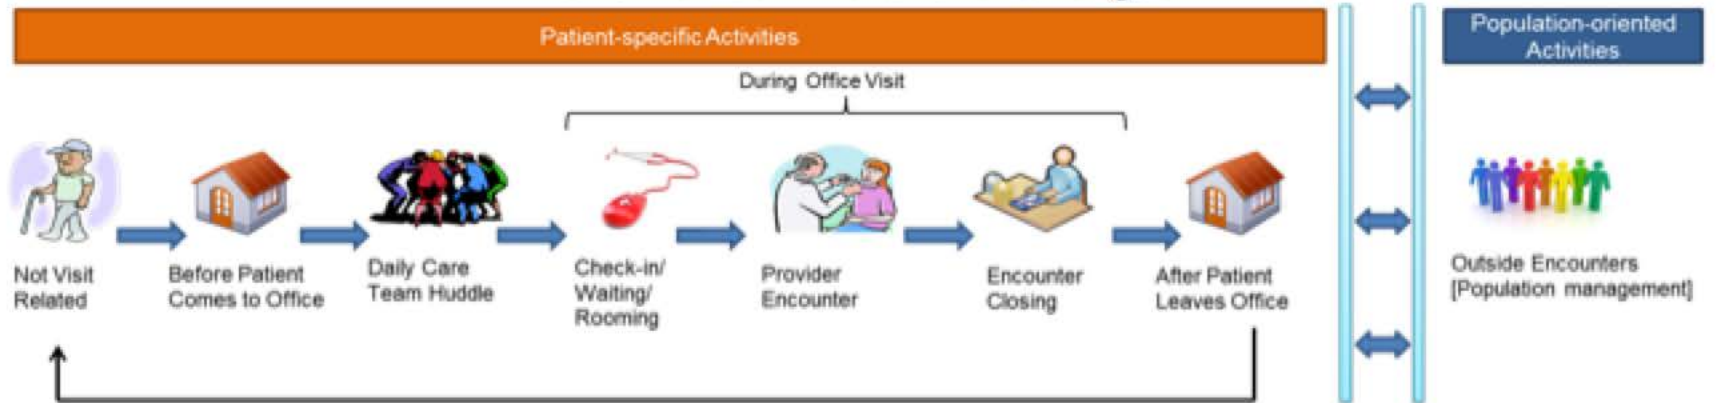 Patient-specific Activities
Population-oriented
Activities
During Office Visit
Not Visit
Related
Before Patient
Comes to Office
Daily Care
Team Huddle
Check-in/
Waiting/
Rooming
Provider
Encounter
Encounter
Closing
After Patient
Leaves Office
Outside Encounters
[Population management]